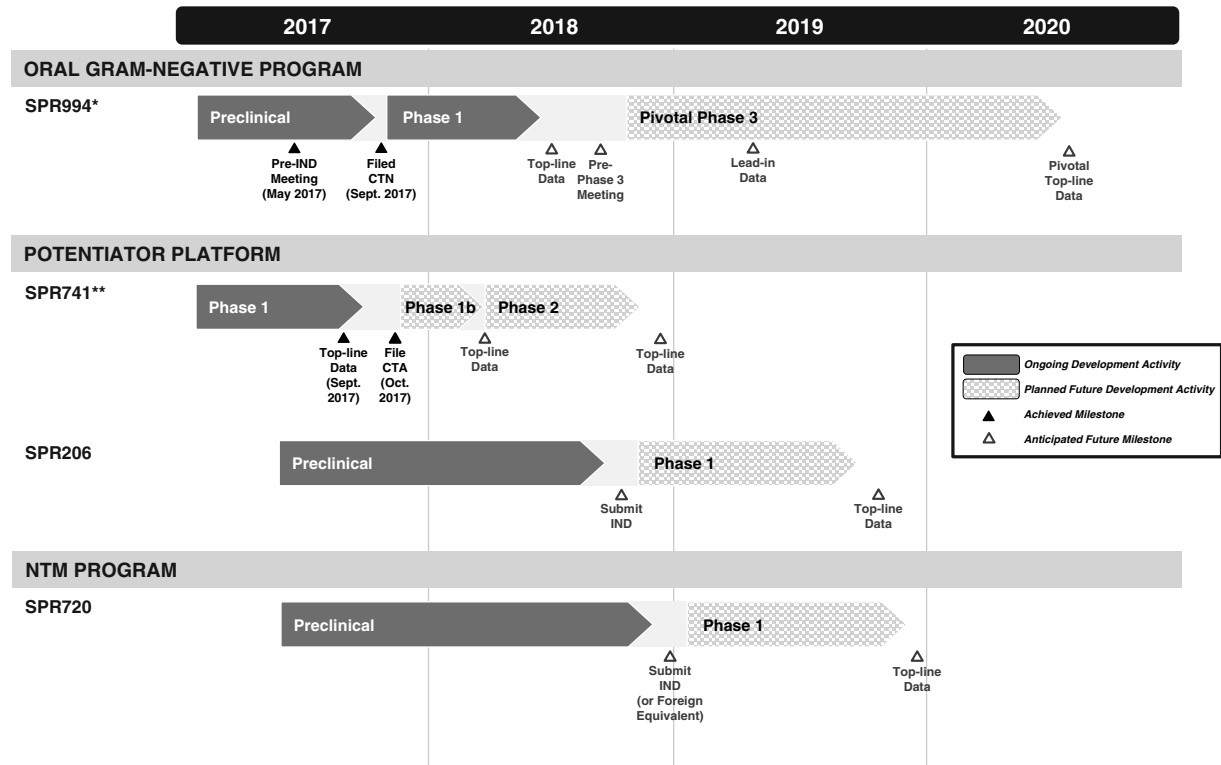 2017 2018 2019 2020
ORAL GRAM-NEGATIVE PROGRAM
SPR994*
Preclinical
Phase 1
Pivotal Phase 3
Pre-IND
Meeting
(May 2017)
Filed
CTN
(Sept. 2017)
Top-line
Data
Pre-
Phase 3
Meeting
Lead-in
Data
Pivotal
Top-line
Data
POTENTIATOR PLATFORM
SPR741**
Phase 1
Phase 1b
Phase 2
Top-line
Data
(Sept.
2017)
File
CTA
(Oct.
2017)
Top-line
Data
Top-line
Data
Ongoing Development Activity
Planned Future Development Activity
Achieved Milestone
Anticipated Future Milestone
SPR206
Preclinical
Phase 1
Submit
IND
Top-line
Data
NTM PROGRAM
SPR720
Preclinical
Phase 1
Submit
IND
(or Foreign
Equivalent)
Top-line
Data